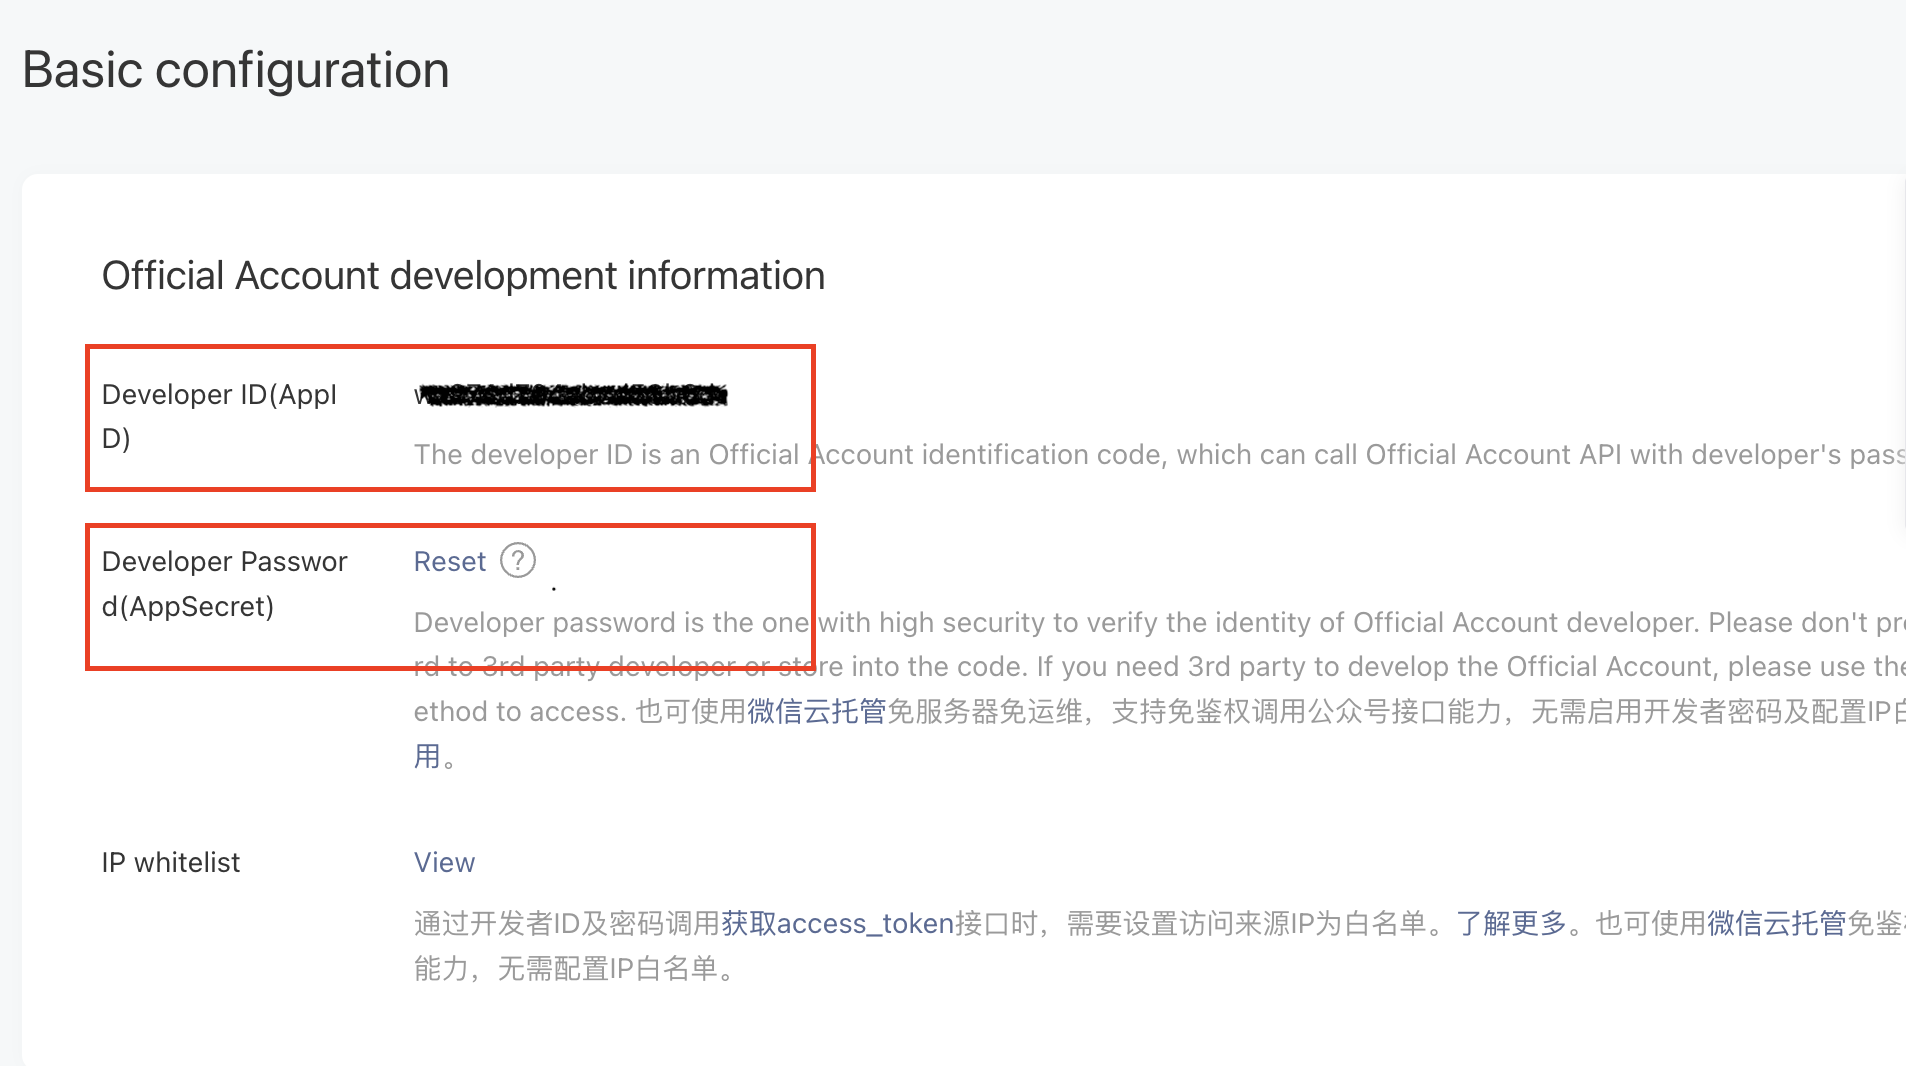 Basic configuration
Official Account development information
Developer ID(AppI
D)
The developer ID is an Official Account identification code, which can call Official Account API with developer's pass
Developer Passwor
d(AppSecret)
Reset ?
Developer password is the one with high security to verify the identity of Official Account developer. Please don't pr
rd to 3rd party developer or store into the code. If you need 3rd party to develop the Official Account, please use the
ethod to access. 也可使用微信云托管免服务器免运维，支持免鉴权调用公众号接口能力，无需启用开发者密码及配置IP白
用。
IP whitelist
View
通过开发者ID及密码调用获取access_token接口时，需要设置访问来源IP为白名单。了解更多。也可使用微信云托管免鉴
能力，无需配置IP白名单。